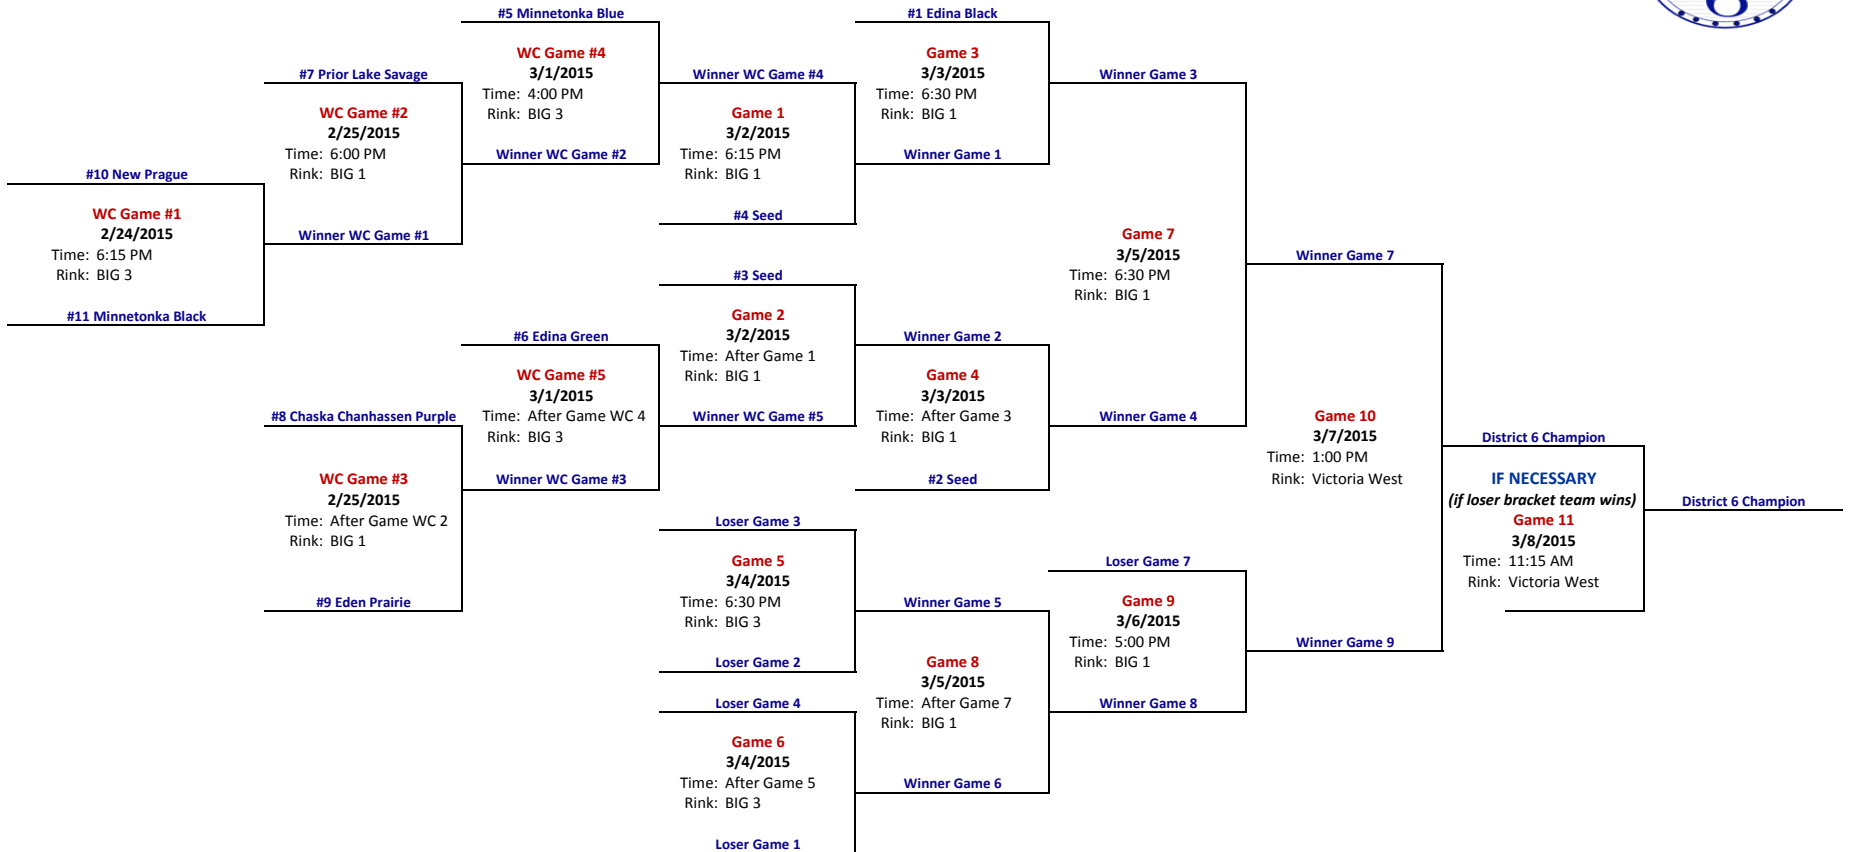 #10 New Prague
WC Game #1
2/24/2015
Time: 6:15 PM
Rink: BIG 3
#11 Minnetonka Black
#7 Prior Lake Savage
WC Game #2
2/25/2015
Time: 6:00 PM
Rink: BIG 1
Winner WC Game #1
#8 Chaska Chanhassen Purple
WC Game #3
2/25/2015
Time: After Game WC 2
Rink: BIG 1
#9 Eden Prairie
#5 Minnetonka Blue
WC Game #4
3/1/2015
Time: 4:00 PM
Rink: BIG 3
Winner WC Game #2
#6 Edina Green
WC Game #5
3/1/2015
Time: After Game WC 4
Rink: BIG 3
Winner WC Game #3
Winner WC Game #4
Game 1
3/2/2015
Time: 6:15 PM
Rink: BIG 1
#4 Seed
#3 Seed
Game 2
3/2/2015
Time: After Game 1
Rink: BIG 1
Winner WC Game #5
Loser Game 3
Game 5
3/4/2015
Time: 6:30 PM
Rink: BIG 3
Loser Game 2
Loser Game 4
Game 6
3/4/2015
Time: After Game 5
Rink: BIG 3
Loser Game 1
#1 Edina Black
Game 3
3/3/2015
Time: 6:30 PM
Rink: BIG 1
Winner Game 1
Winner Game 2
Game 4
3/3/2015
Time: After Game 3
Rink: BIG 1
#2 Seed
Winner Game 5
Game 8
3/5/2015
Time: After Game 7
Rink: BIG 1
Winner Game 6
Winner Game 3
Game 7
3/5/2015
Time: 6:30 PM
Rink: BIG 1
Winner Game 4
Loser Game 7
Game 9
3/6/2015
Time: 5:00 PM
Rink: BIG 1
Winner Game 8
Winner Game 7
Game 10
3/7/2015
Time: 1:00 PM
Rink: Victoria West
Winner Game 9
District 6 Champion
IF NECESSARY
(if loser bracket team wins)
Game 11
3/8/2015
Time: 11:15 AM
Rink: Victoria West
District 6 Champion